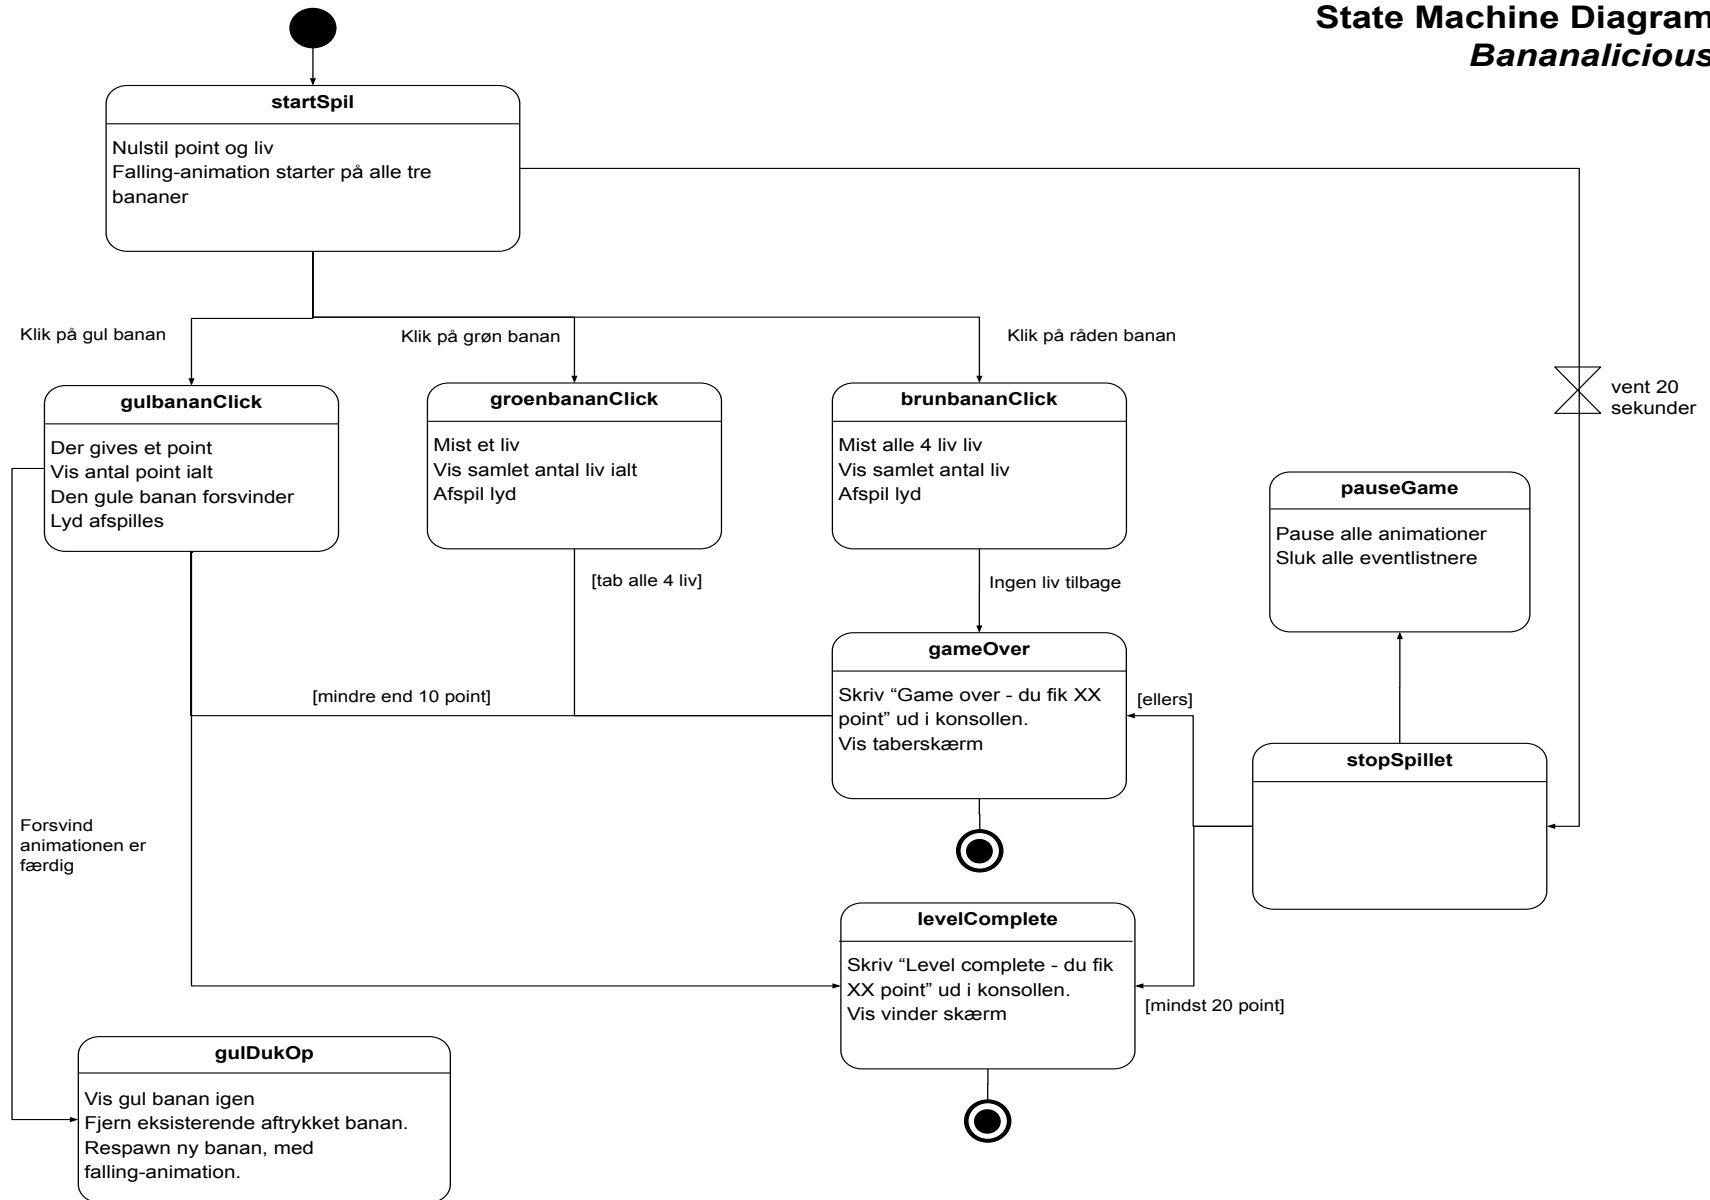 State Machine Diagram
Bananalicious
startSpil
Nulstil point og liv
Falling-animation starter på alle tre
bananer
Klik på gul banan
Klik på grøn banan
Klik på råden banan
vent 20
sekunder
gulbananClick
Der gives et point
Vis antal point ialt
Den gule banan forsvinder
Lyd afspilles
groenbananClick
Mist et liv
Vis samlet antal liv ialt
Afspil lyd
brunbananClick
Mist alle 4 liv liv
Vis samlet antal liv
Afspil lyd
pauseGame
Pause alle animationer
Sluk alle eventlistnere
[tab alle 4 liv]
Ingen liv tilbage
gameOver
Skriv “Game over - du fik XX
point” ud i konsollen.
Vis taberskærm
[mindre end 10 point]
[ellers]
stopSpillet
Forsvind
animationen er
færdig
levelComplete
Skriv “Level complete - du fik
XX point” ud i konsollen.
Vis vinder skærm
[mindst 20 point]
gulDukOp
Vis gul banan igen
Fjern eksisterende aftrykket banan.
Respawn ny banan, med
falling-animation.